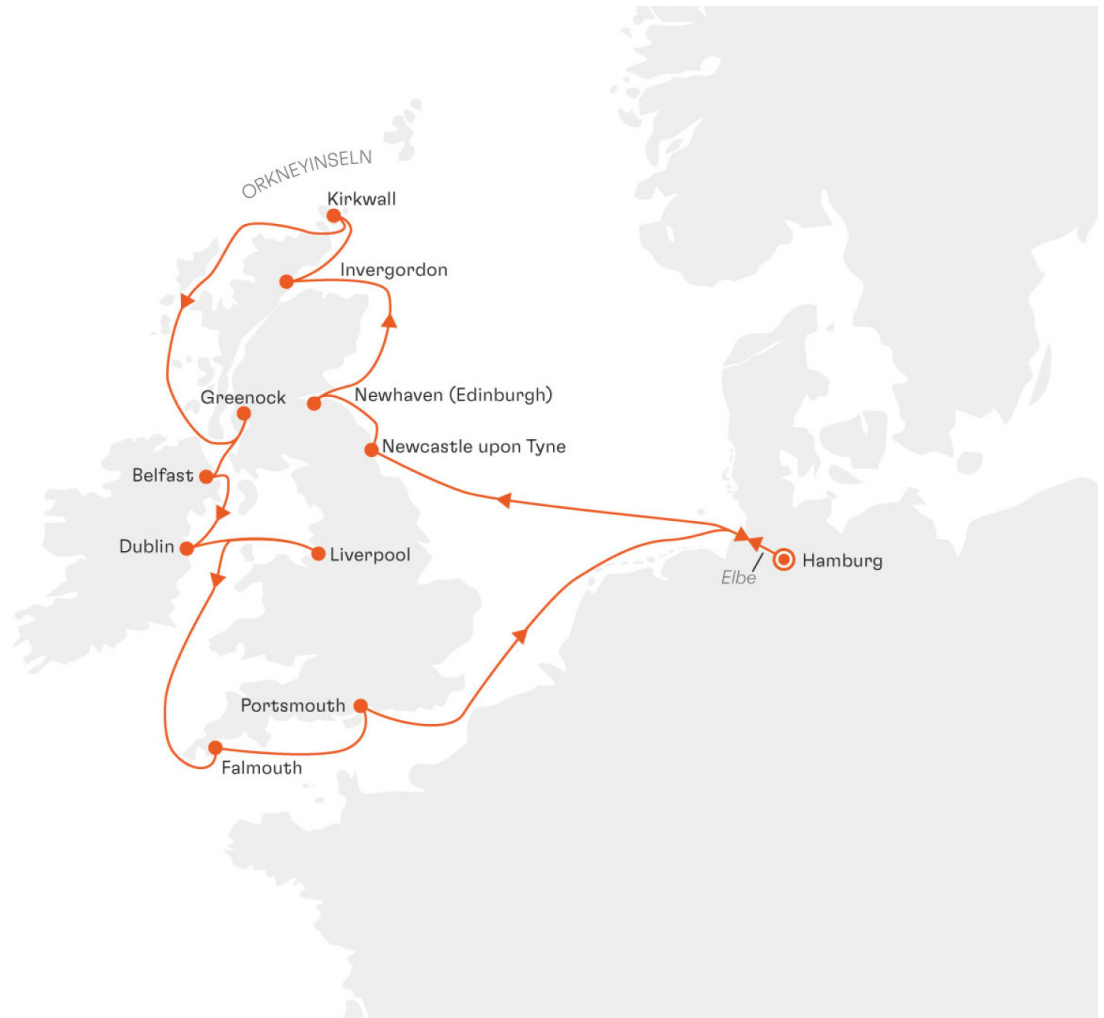 ORKNEYINSELN
Kirkwall
Invergordon
Greenock
Newhaven (Edinburgh)
Newcastle upon Tyne
Belfast
Dublin
Liverpool
Hamburg
Elbe
Portsmouth
Falmouth